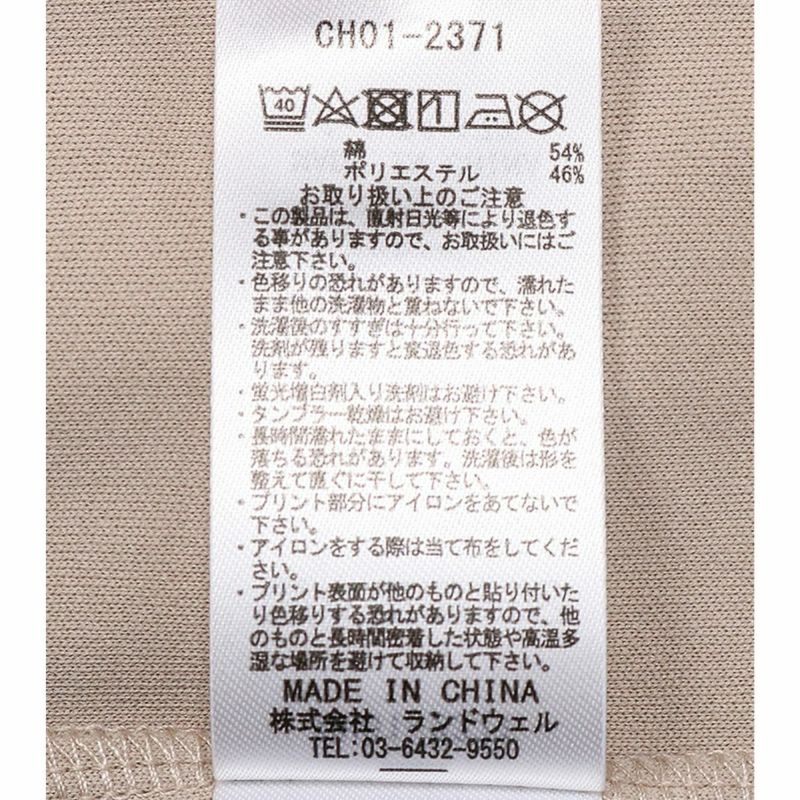 CH01-2371
40
綿 54%
ポリエステル 46%
お取り扱い上のご注意
・この製品は、直射日光等により退色す
る事がありますので、お取扱いにはご
注意下さい。
・色移りの恐れがありますので、濡れた
まま他の洗濯物と重ねないで下さい。
・洗濯後のすすぎは十分行って下さい。
洗剤が残りますと変退色する恐れがあ
ります。
・蛍光増白剤入り洗剤はお避け下さい。
・タンブラー乾燥はお避け下さい。
・長時間濡れたままにしておくと、色が
落ちる恐れがあります。洗濯後は形を
整えて直ぐに干して下さい。
・プリント部分にアイロンをあてないで
下さい。
・アイロンをする際は当て布をしてくだ
さい。
・プリント表面が他のものと貼り付いた
り色移りする恐れがありますので、他
のものと長時間密着した状態や高温多
湿な場所を避けて収納して下さい。
MADE IN CHINA
株式会社 ランドウェル
TEL:03-6432-9550